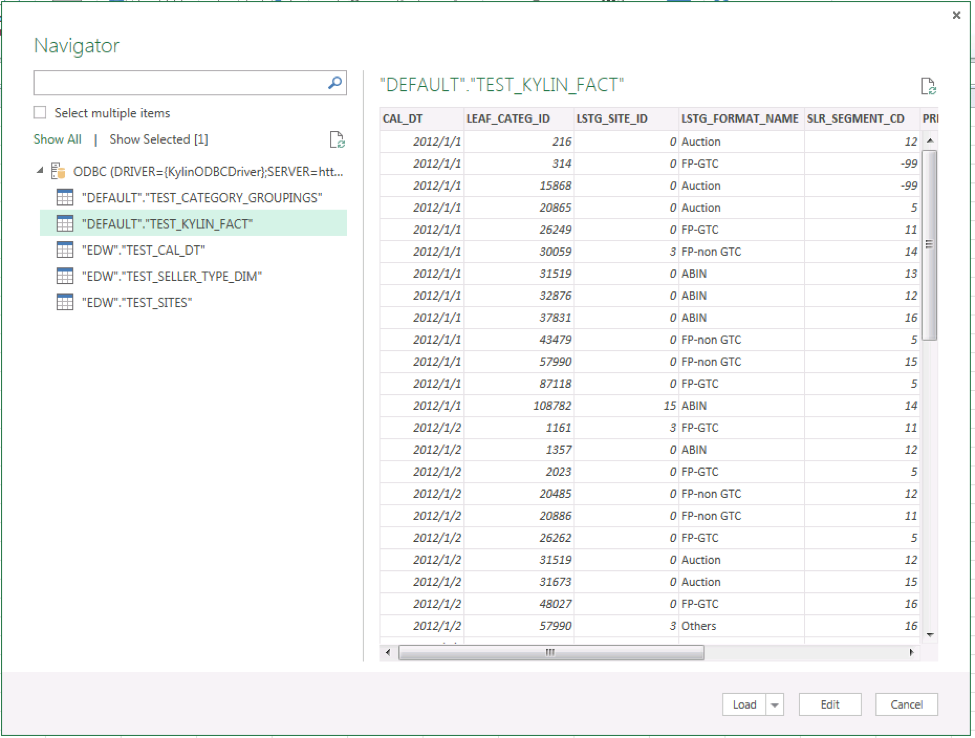 Navigator
Select multiple items
Show All | Show Selected [1]
ODBC (DRIVER={KylinODBCDriver};SERVER=htt...
"DEFAULT"."TEST_CATEGORY_GROUPINGS"
"DEFAULT"."TEST_KYLIN_FACT"
"EDW"."TEST_CAL_DT"
"EDW"."TEST_SELLER_TYPE_DIM"
"EDW"."TEST_SITES"
"DEFAULT"."TEST_KYLIN_FACT"
CAL_DT LEAF_CATEG_ID LSTG_SITE_ID LSTG_FORMAT_NAME SLR_SEGMENT_CD PRI
2012/1/1 216 0 Auction 12
2012/1/1 314 0 FP-GTC -99
2012/1/1 15868 0 Auction -99
2012/1/1 20865 0 Auction 5
2012/1/1 26249 0 FP-GTC 11
2012/1/1 30059 3 FP-non GTC 14
2012/1/1 31519 0 ABIN 13
2012/1/1 32876 0 ABIN 12
2012/1/1 37831 0 ABIN 16
2012/1/1 43479 0 FP-non GTC 5
2012/1/1 57990 0 FP-non GTC 15
2012/1/1 87118 0 FP-GTC 5
2012/1/1 108782 15 ABIN 14
2012/1/2 1161 3 FP-GTC 11
2012/1/2 1357 0 ABIN 12
2012/1/2 2023 0 FP-GTC 5
2012/1/2 20485 0 FP-non GTC 12
2012/1/2 20886 0 FP-non GTC 11
2012/1/2 26262 0 FP-GTC 5
2012/1/2 31519 0 Auction 12
2012/1/2 31673 0 Auction 15
2012/1/2 48027 0 FP-GTC 16
2012/1/2 57990 3 Others 16
Load Edit Cancel